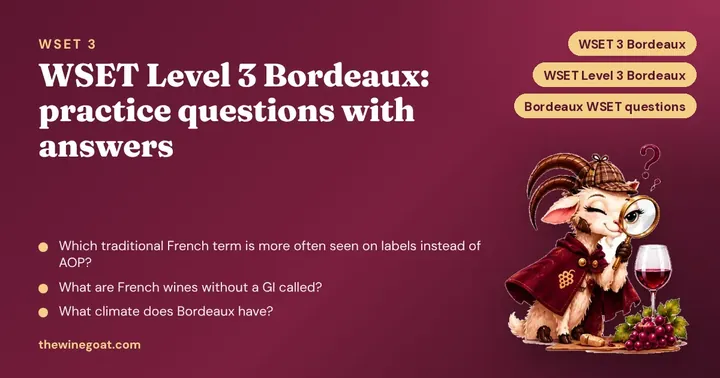 WSET 3
WSET Level 3 Bordeaux:
practice questions with
answers
WSET 3 Bordeaux
WSET Level 3 Bordeaux
Bordeaux WSET questions
Which traditional French term is more often seen on labels instead of
AOP?
What are French wines without a GI called?
What climate does Bordeaux have?
thewinegoat.com